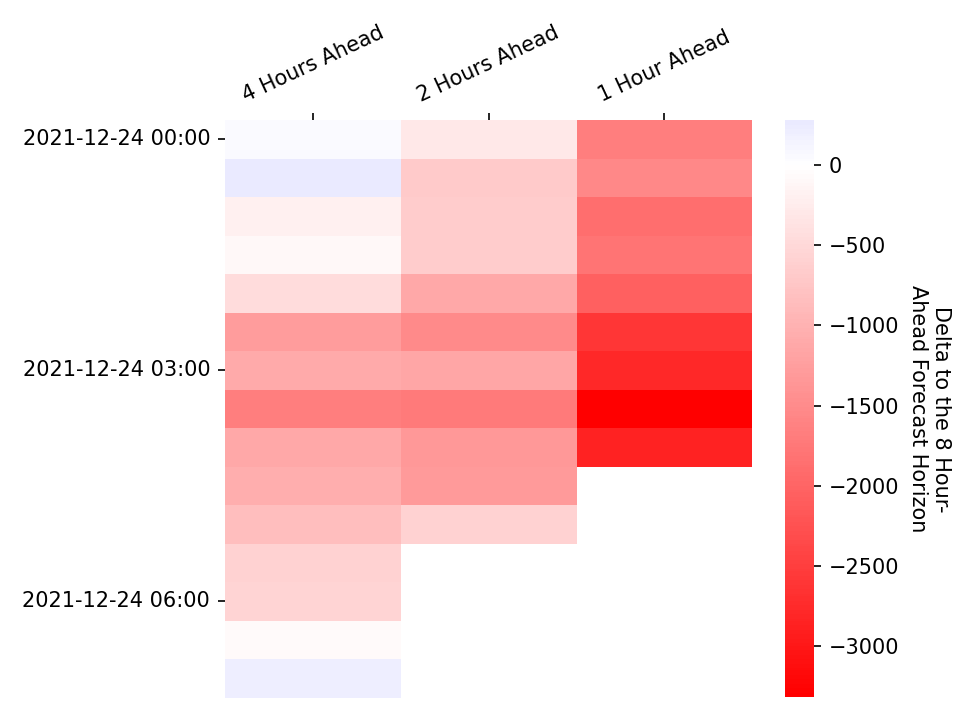 4 Hours Ahead
2 Hours Ahead
1 Hour Ahead
2021-12-24 00:00
2021-12-24 03:00
2021-12-24 06:00
0
−500
−1000
−1500
−2000
−2500
−3000
Delta to the 8 Hour-
Ahead Forecast Horizon